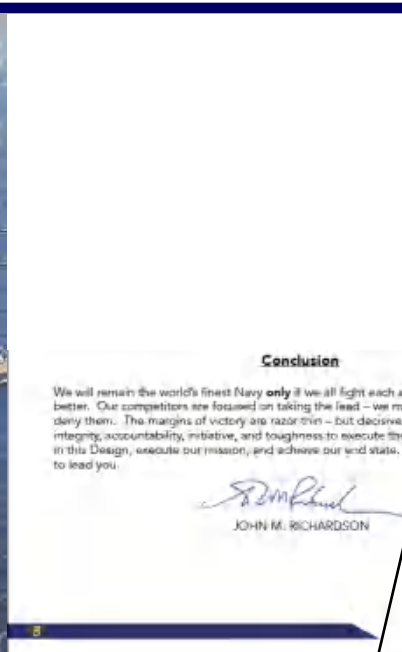 Conclusion
We will remain the world's finest Navy only if we all fight each a
better. Our competitors are focused on taking the lead – we m
deny them. The margins of victory are razor thin – but decisive
integrity, accountability, initiative, and toughness to execute the
in this Design, execute our mission, and achieve our end state.
to lead you.
JOHN M. RICHARDSON
8